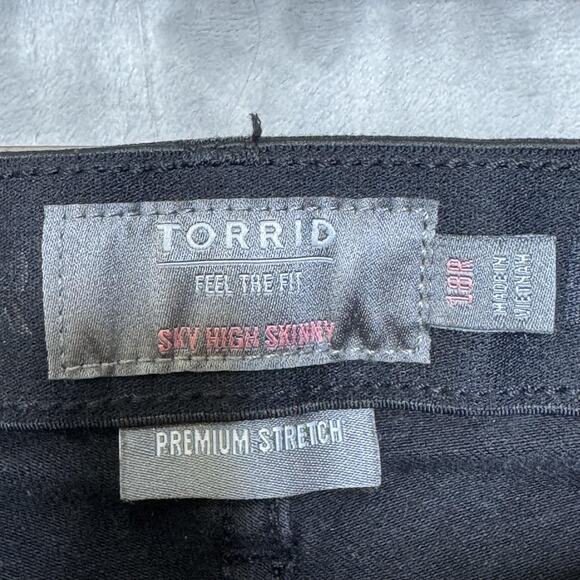 TORRID
FEEL THE FIT
SKY HIGH SKINNY
18R
MADE IN
VIETNAM
PREMIUM STRETCH